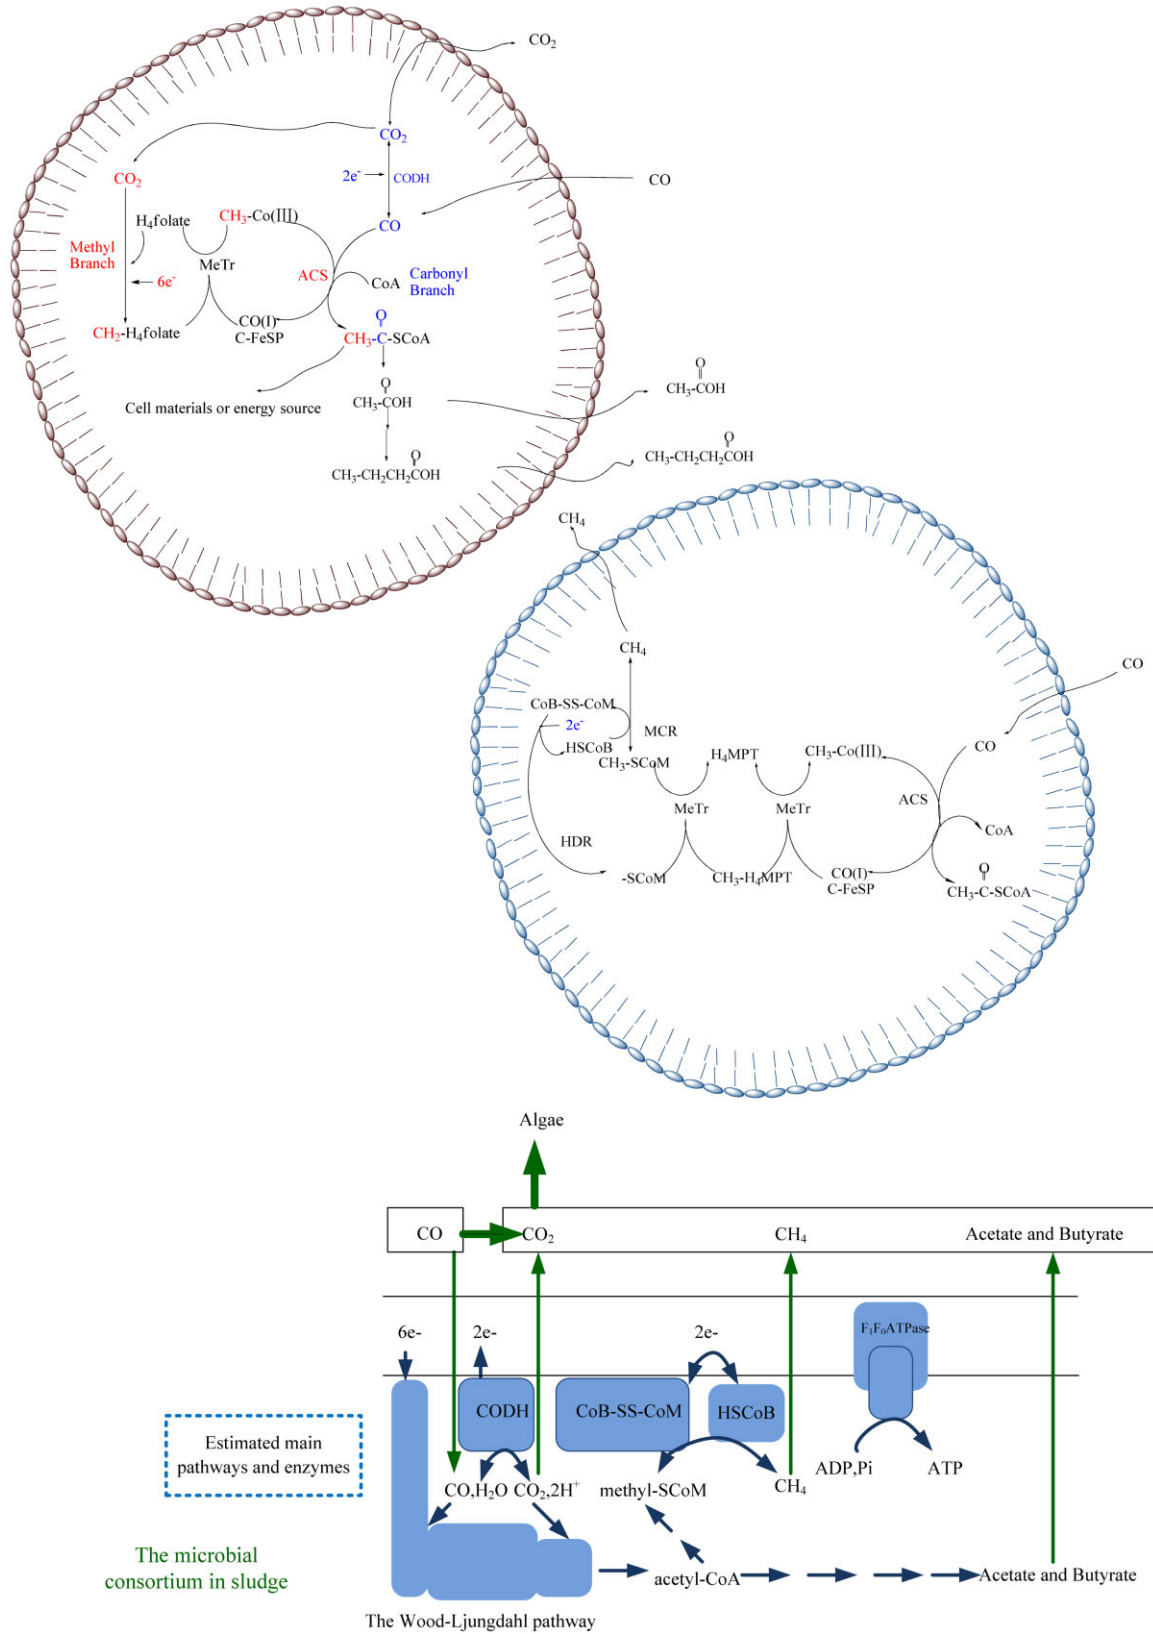 CO₂
CO₂
CO₂
2e⁻
CODH
CO
CO
H₄folate
CH₃-Co(III)
Methyl
Branch
6e⁻
MeTr
ACS
CoA
Carbonyl
Branch
CH₂-H₄folate
CO(I)
C-FeSP
O
CH₃-C-SCoA
Cell materials or energy source
O
CH₃-COH
O
CH₃-COH
O
CH₃-CH₂CH₂COH
O
CH₃-CH₂CH₂COH
CH₄
CH₄
CO
CoB-SS-CoM
2e⁻
HSCoB
MCR
CH₃-SCoM
H₄MPT
CH₃-Co(III)
CO
MeTr
MeTr
ACS
CoA
HDR
-SCoM
CH₃-H₄MPT
CO(I)
C-FeSP
O
CH₃-C-SCoA
Algae
CO
CO₂
CH₄
Acetate and Butyrate
6e-
2e-
2e-
F₁F₀ATPase
CODH
CoB-SS-CoM
HSCoB
Estimated main
pathways and enzymes
CO,H₂O
CO₂,2H⁺
methyl-SCoM
CH₄
ADP,Pi
ATP
The microbial
consortium in sludge
acetyl-CoA
Acetate and Butyrate
The Wood-Ljungdahl pathway